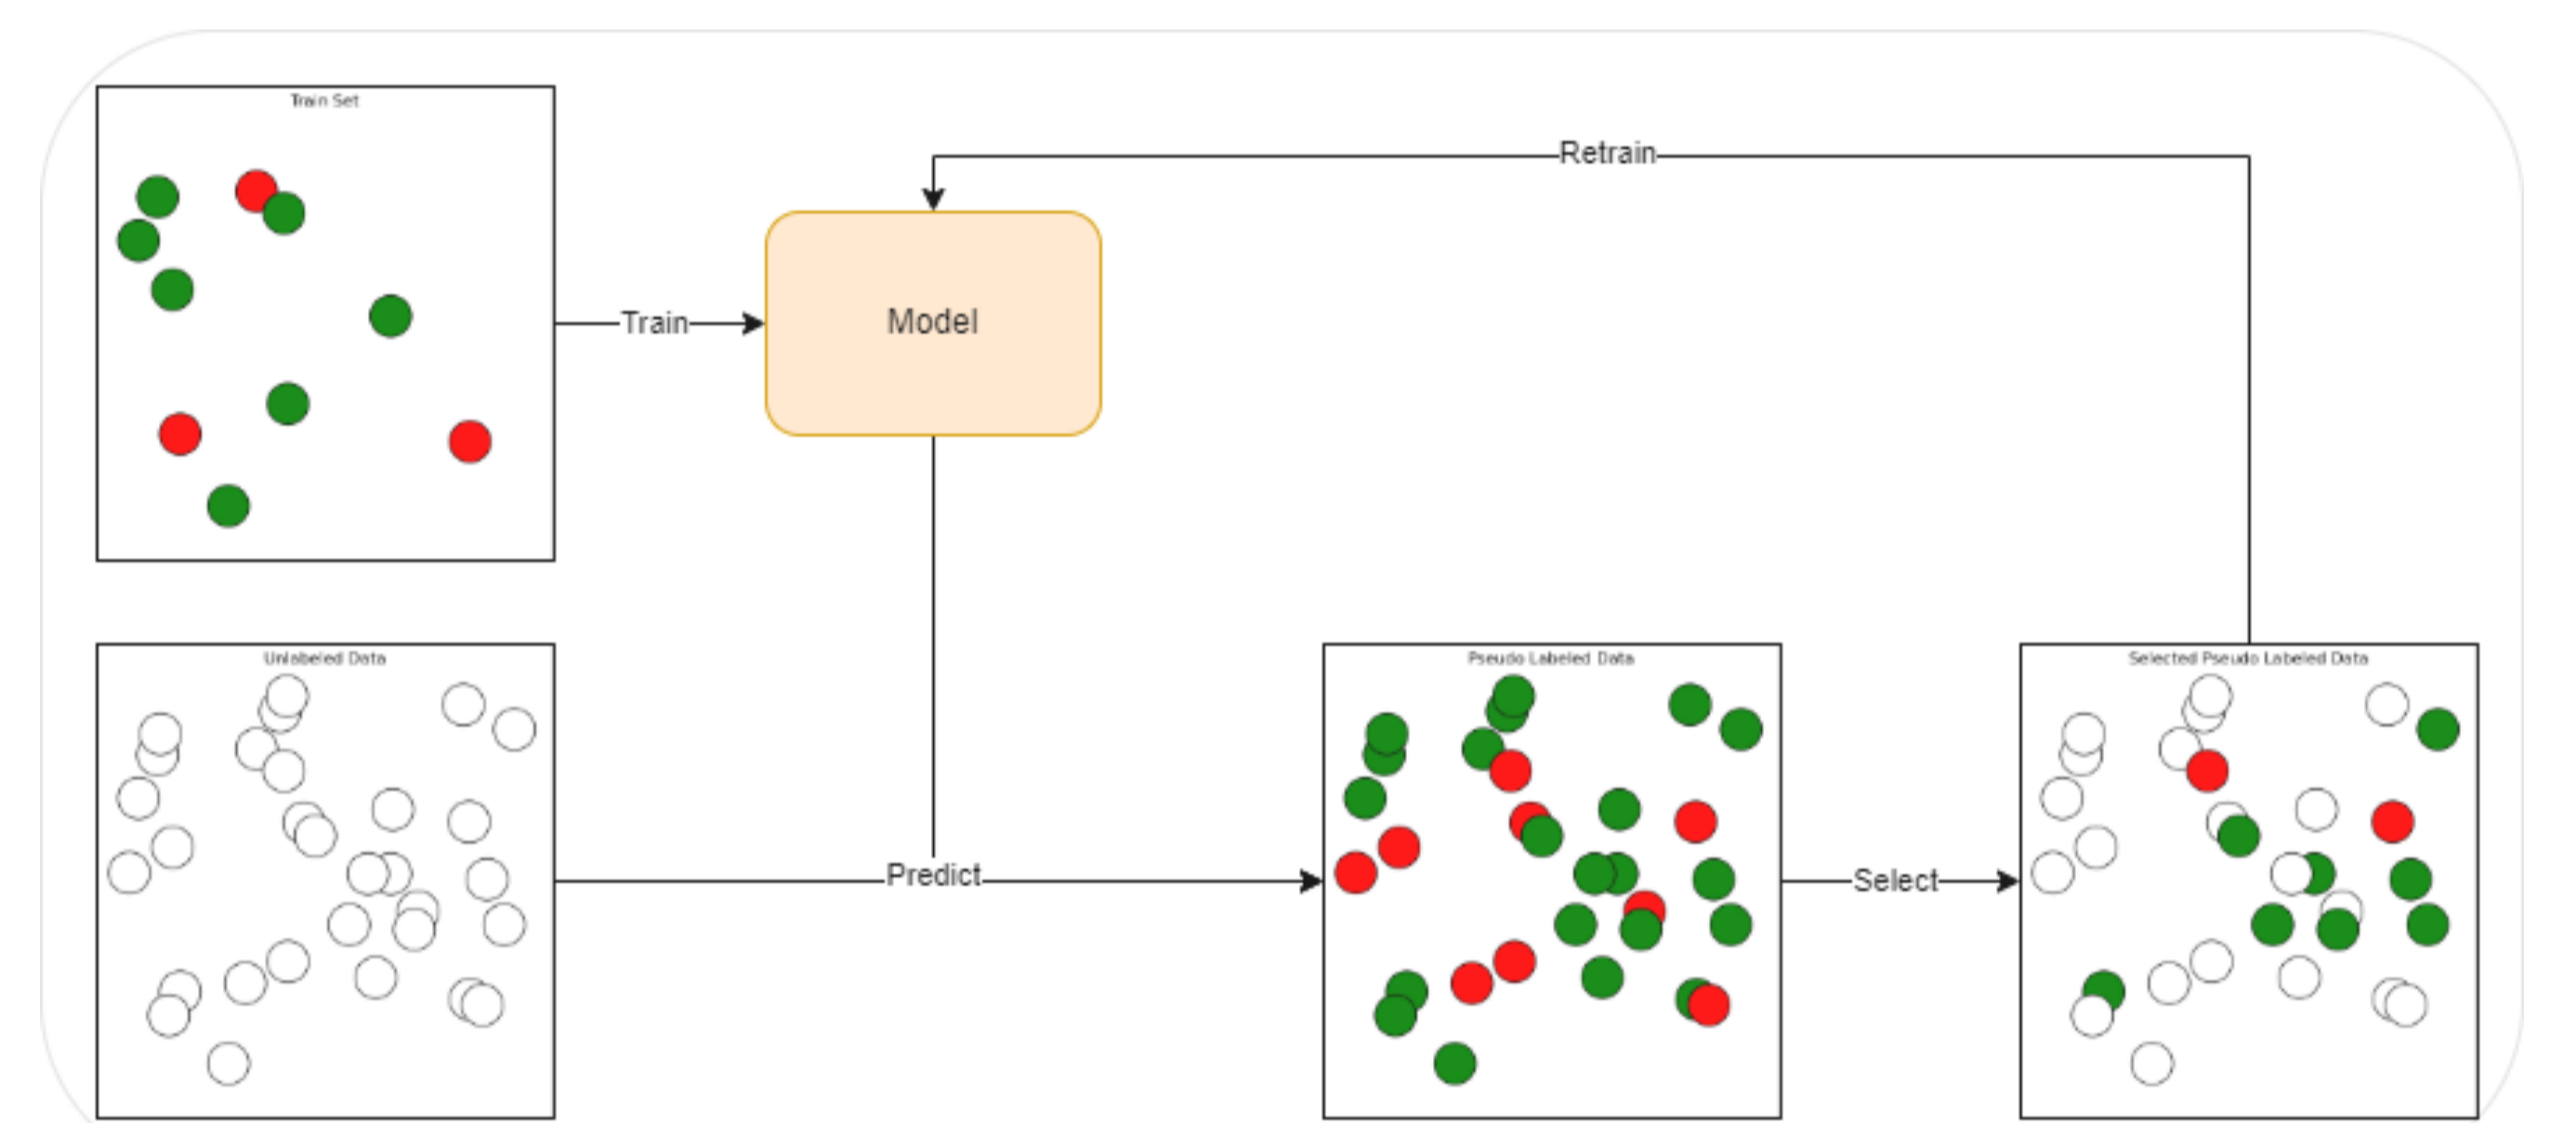 Train Set
Retrain
Train
Model
Unlabeled Data
Pseudo Labeled Data
Selected Pseudo Labeled Data
Predict
Select